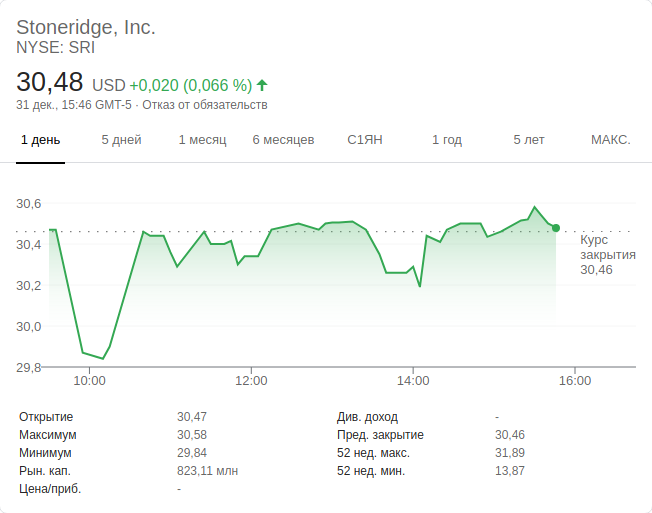 Stoneridge, Inc.
NYSE: SRI
30,48 USD +0,020 (0,066 %)
31 дек., 15:46 GMT-5 · Отказ от обязательств
1 день 5 дней 1 месяц 6 месяцев С1ЯН 1 год 5 лет МАКС.
30,6
30,4
30,2
30,0
29,8
Курс
закрытия
30,46
10:00 12:00 14:00 16:00
Открытие 30,47 Див. доход -
Максимум 30,58 Пред. закрытие 30,46
Минимум 29,84 52 нед. макс. 31,89
Рын. кап. 823,11 млн 52 нед. мин. 13,87
Цена/приб. -